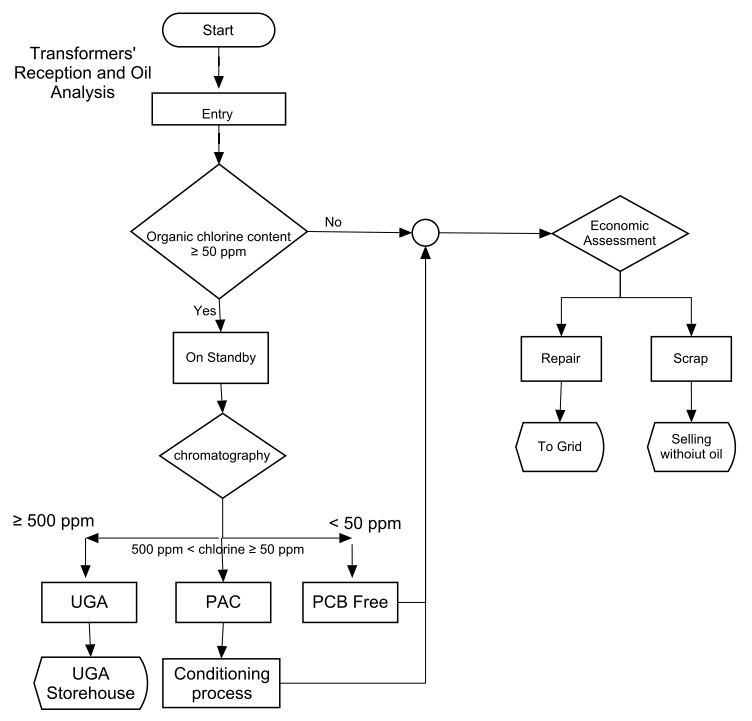 Start
Transformers'
Reception and Oil
Analysis
Entry
Organic chlorine content
≥ 50 ppm
No
Economic
Assessment
Yes
On Standby
Repair
Scrap
chromatography
To Grid
Selling
withoiut oil
≥ 500 ppm
< 50 ppm
500 ppm < chlorine ≥ 50 ppm
UGA
PAC
PCB Free
UGA
Storehouse
Conditioning
process